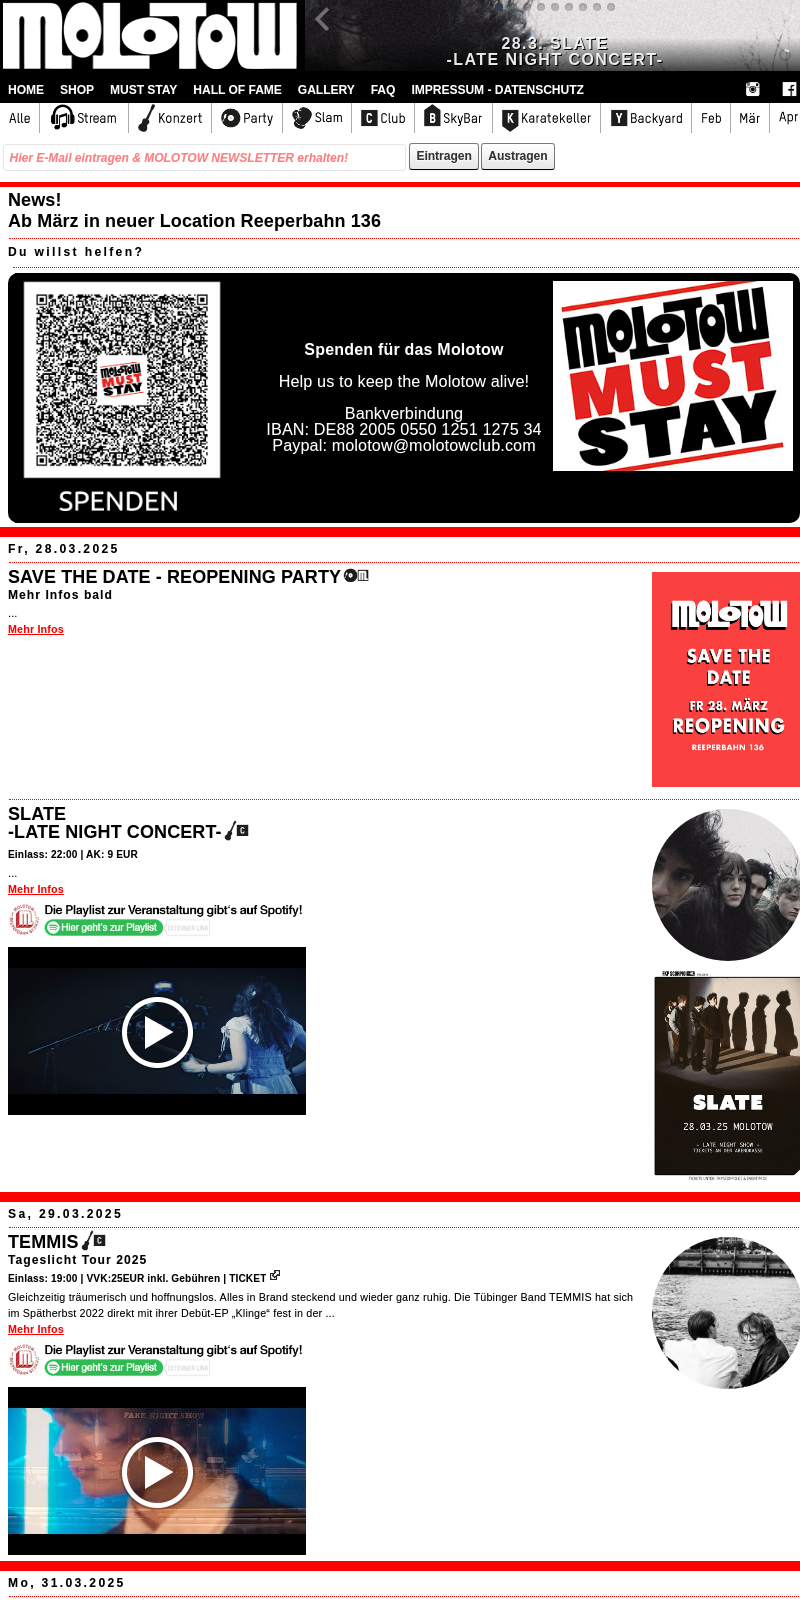 MOLOTOW
28.3. SLATE
-LATE NIGHT CONCERT-
HOME SHOP MUST STAY HALL OF FAME GALLERY FAQ IMPRESSUM - DATENSCHUTZ
Alle Stream Konzert Party Slam C Club B SkyBar K Karatekeller Y Backyard Feb Mär Apr
Hier E-Mail eintragen & MOLOTOW NEWSLETTER erhalten! Eintragen Austragen
News!
Ab März in neuer Location Reeperbahn 136
Du willst helfen?
MOLOTOW
MUST
STAY
SPENDEN
Spenden für das Molotow
Help us to keep the Molotow alive!
Bankverbindung
IBAN: DE88 2005 0550 1251 1275 34
Paypal: molotow@molotowclub.com
MOLOTOW
MUST
STAY
Fr, 28.03.2025
SAVE THE DATE - REOPENING PARTY
Mehr Infos bald
...
Mehr Infos
MOLOTOW
SAVE THE
DATE
FR 28. MÄRZ
REOPENING
REEPERBAHN 136
SLATE
-LATE NIGHT CONCERT- C
Einlass: 22:00 | AK: 9 EUR
...
Mehr Infos
Die Playlist zur Veranstaltung gibt's auf Spotify!
Hier geht's zur Playlist EXTERNER LINK
FKP SCORPIO
SLATE
28.03.25 MOLOTOW
- LATE NIGHT SHOW -
TICKETS AN DER ABENDKASSE
Sa, 29.03.2025
TEMMIS C
Tageslicht Tour 2025
Einlass: 19:00 | VVK:25EUR inkl. Gebühren | TICKET
Gleichzeitig träumerisch und hoffnungslos. Alles in Brand steckend und wieder ganz ruhig. Die Tübinger Band TEMMIS hat sich
im Spätherbst 2022 direkt mit ihrer Debüt-EP „Klinge“ fest in der ...
Mehr Infos
Die Playlist zur Veranstaltung gibt's auf Spotify!
Hier geht's zur Playlist EXTERNER LINK
FAKE NIGHT SHOW
Mo, 31.03.2025